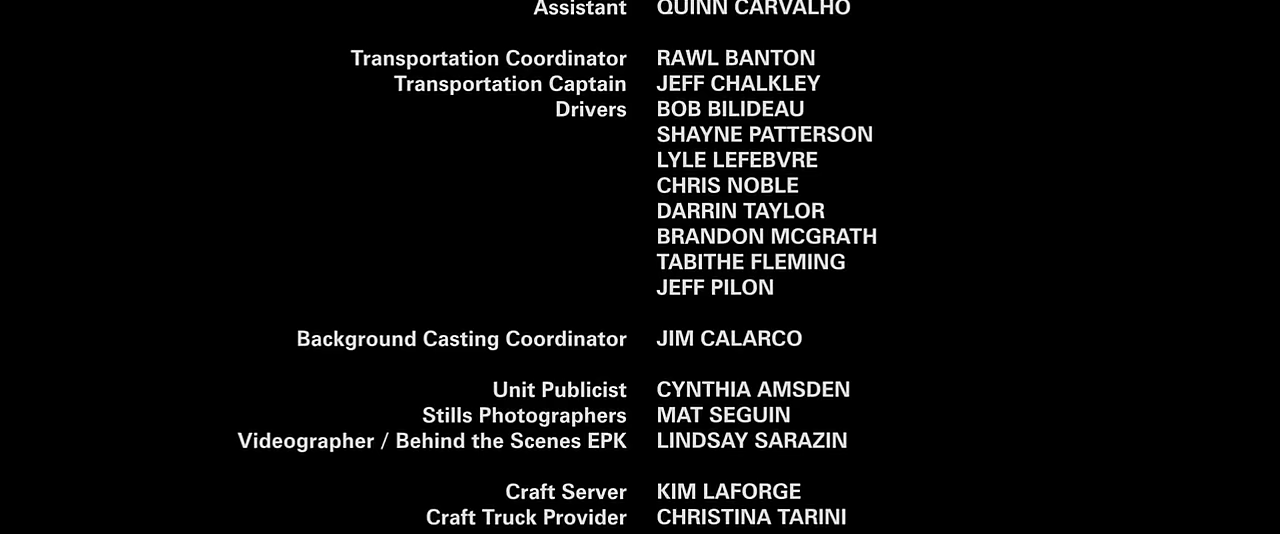 Assistant QUINN CARVALHO
Transportation Coordinator RAWL BANTON
Transportation Captain JEFF CHALKLEY
Drivers BOB BILIDEAU
SHAYNE PATTERSON
LYLE LEFEBVRE
CHRIS NOBLE
DARRIN TAYLOR
BRANDON MCGRATH
TABITHE FLEMING
JEFF PILON
Background Casting Coordinator JIM CALARCO
Unit Publicist CYNTHIA AMSDEN
Stills Photographers MAT SEGUIN
Videographer / Behind the Scenes EPK LINDSAY SARAZIN
Craft Server KIM LAFORGE
Craft Truck Provider CHRISTINA TARINI